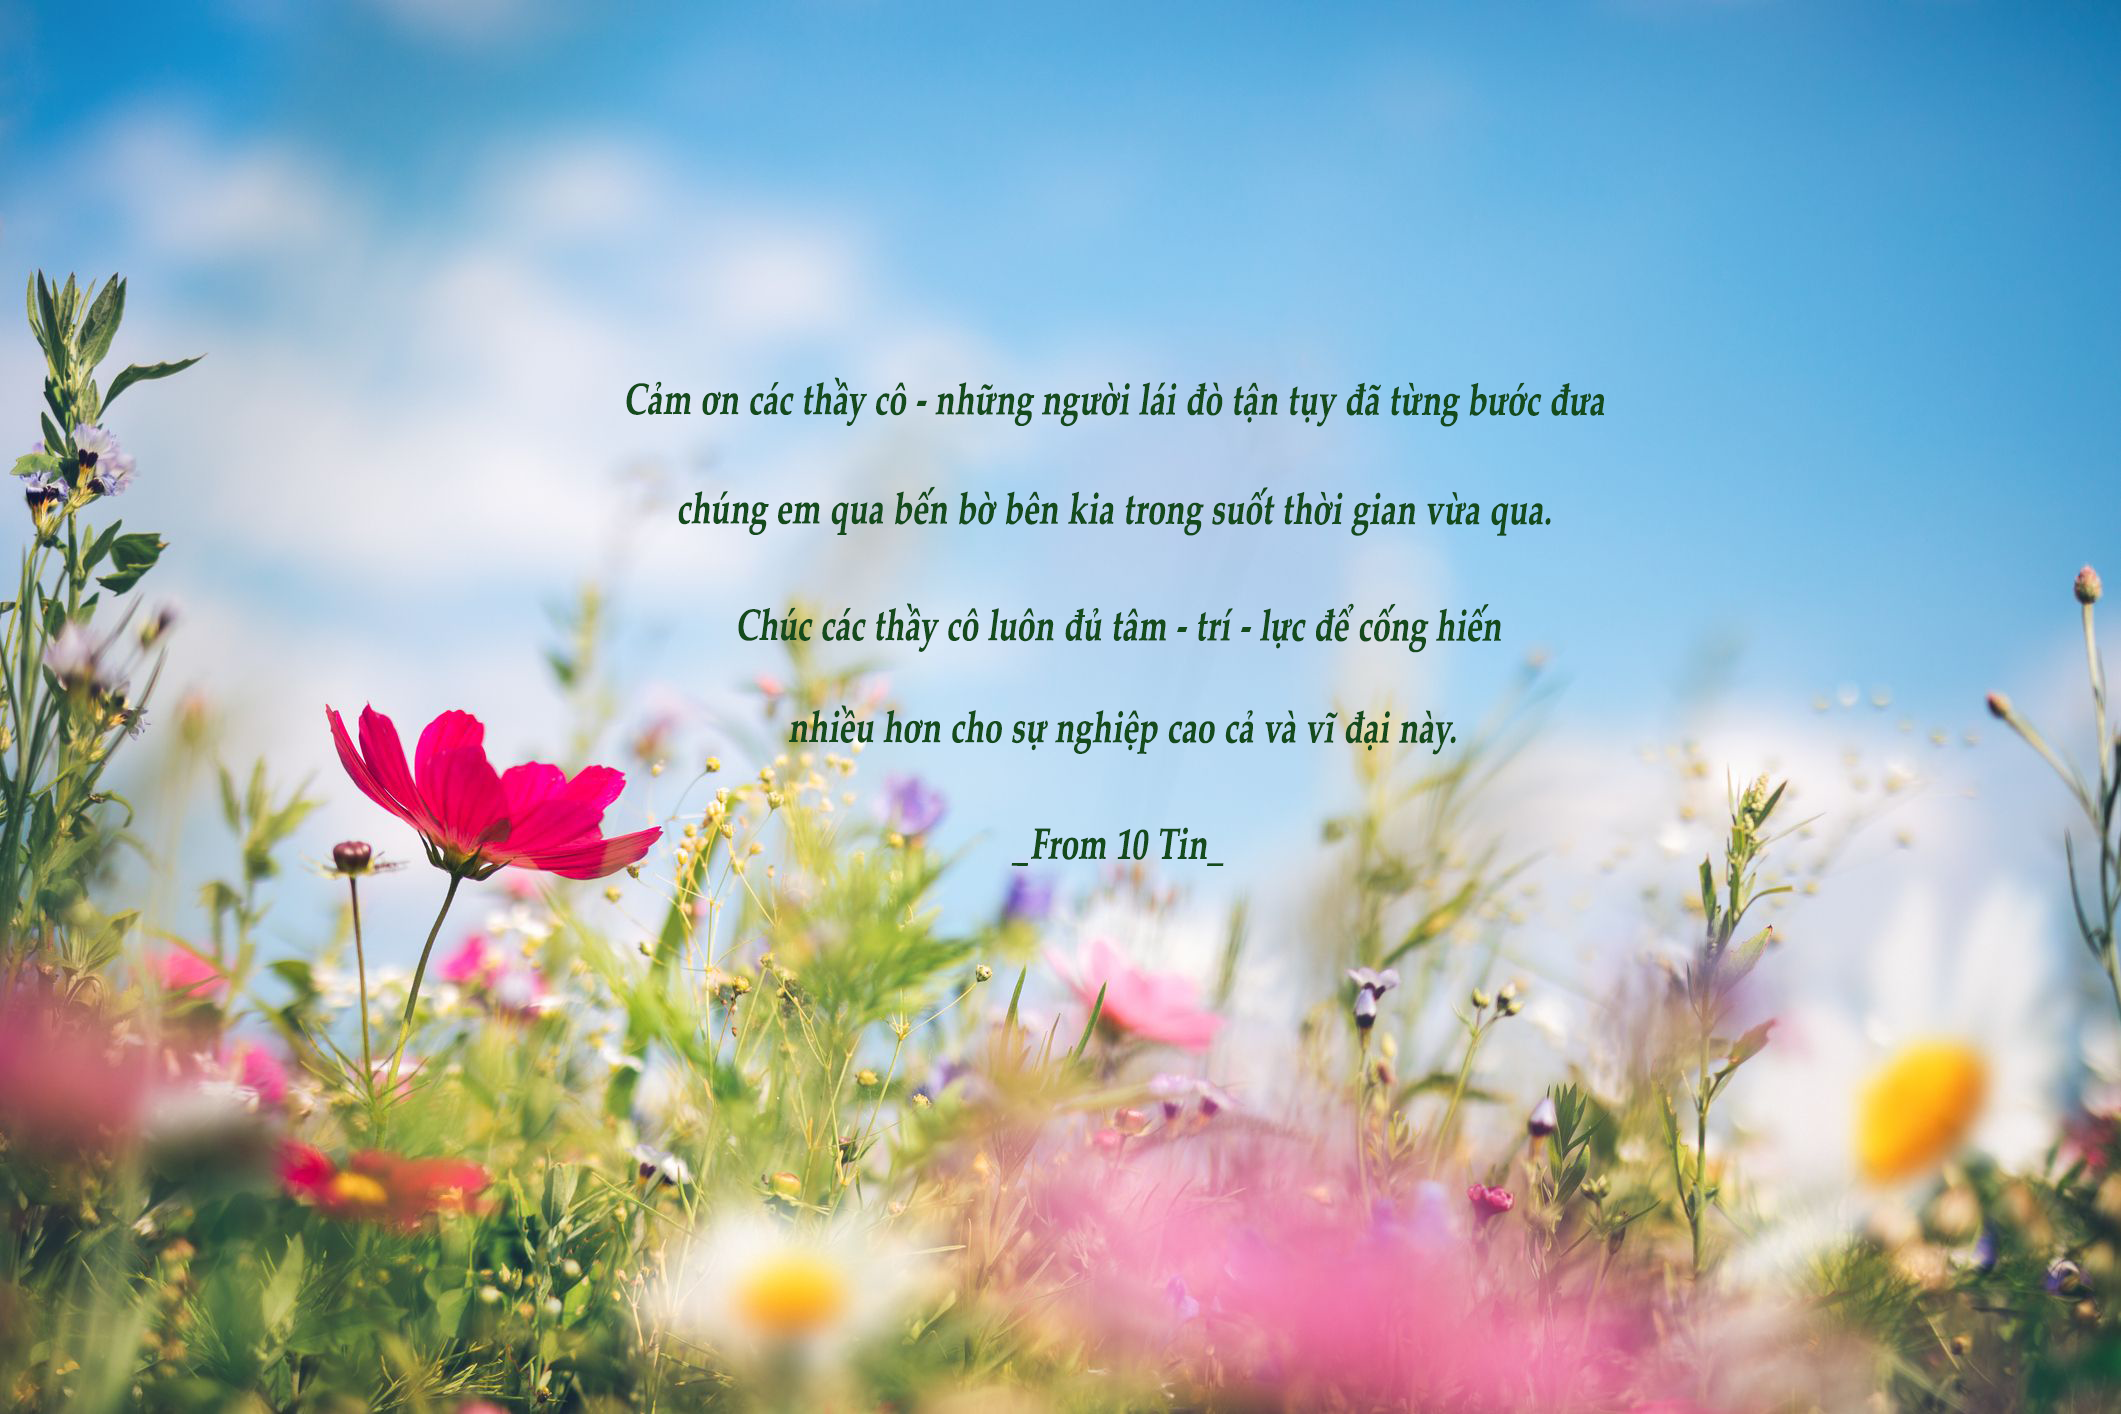 Cảm ơn các thầy cô - những người lái đò tận tụy đã từng bước đưa
chúng em qua bến bờ bên kia trong suốt thời gian vừa qua.
Chúc các thầy cô luôn đủ tâm - trí - lực để cống hiến
nhiều hơn cho sự nghiệp cao cả và vĩ đại này.
_From 10 Tin_